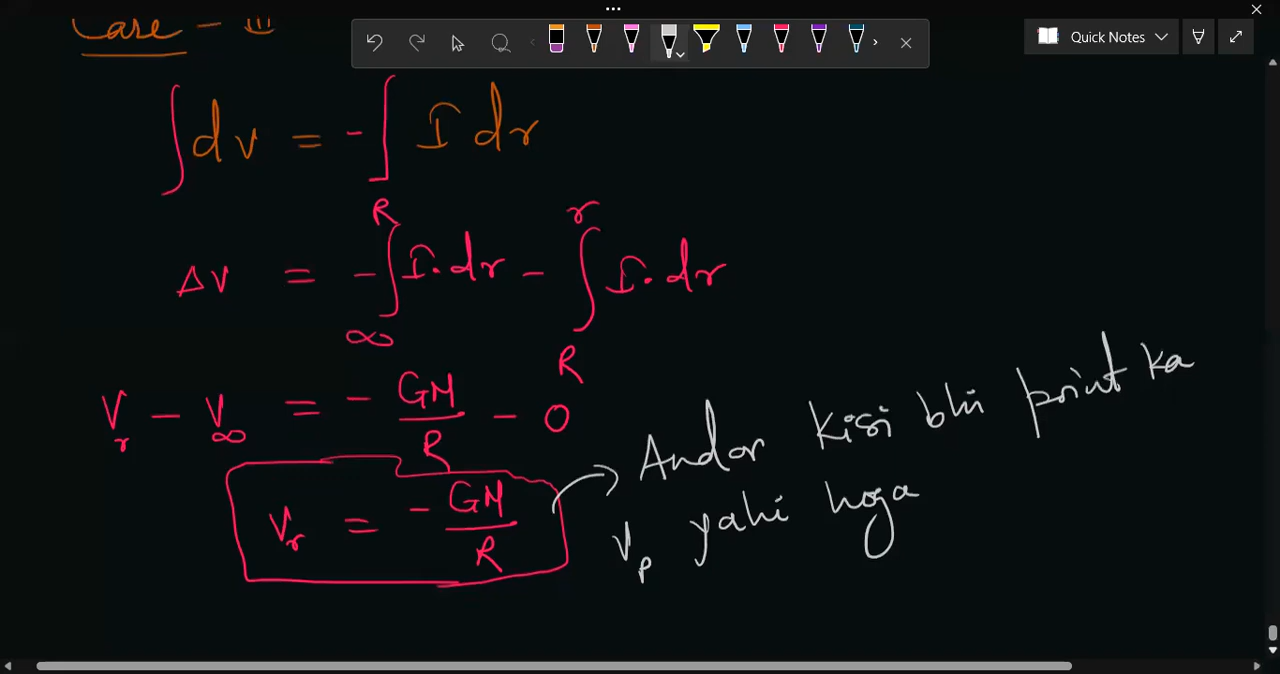 Case - III
Quick Notes
∫dv = -∫ I dr
Δv = -∫_∞^R I.dr - ∫_R^r I.dr
V_r - V_∞ = - GM/R - 0
V_r = - GM/R
Andar kisi bhi point ka
V_p yahi hoga